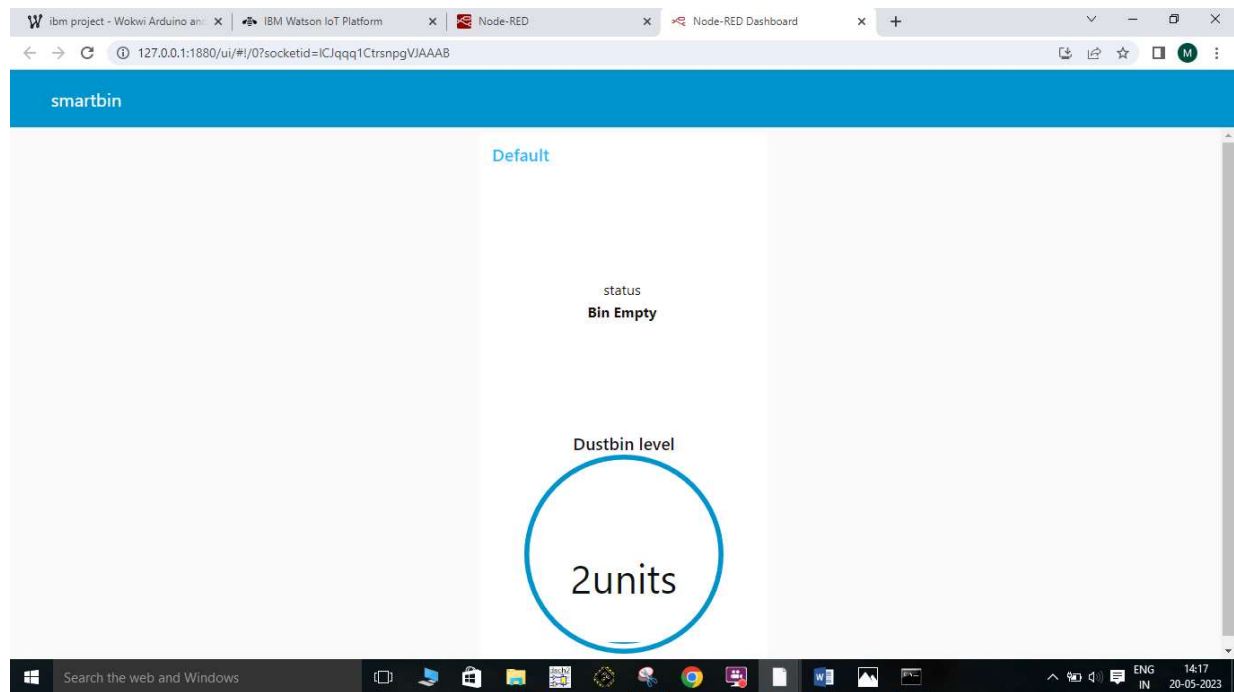 ibm project - Wokwi Arduino and
IBM Watson IoT Platform
Node-RED
Node-RED Dashboard
127.0.0.1:1880/ui/#!/0?socketid=ICJqqq1CtrsnpgVJAAAB
M
smartbin
Default
status
Bin Empty
Dustbin level
2units
Search the web and Windows
ENG
IN
14:17
20-05-2023